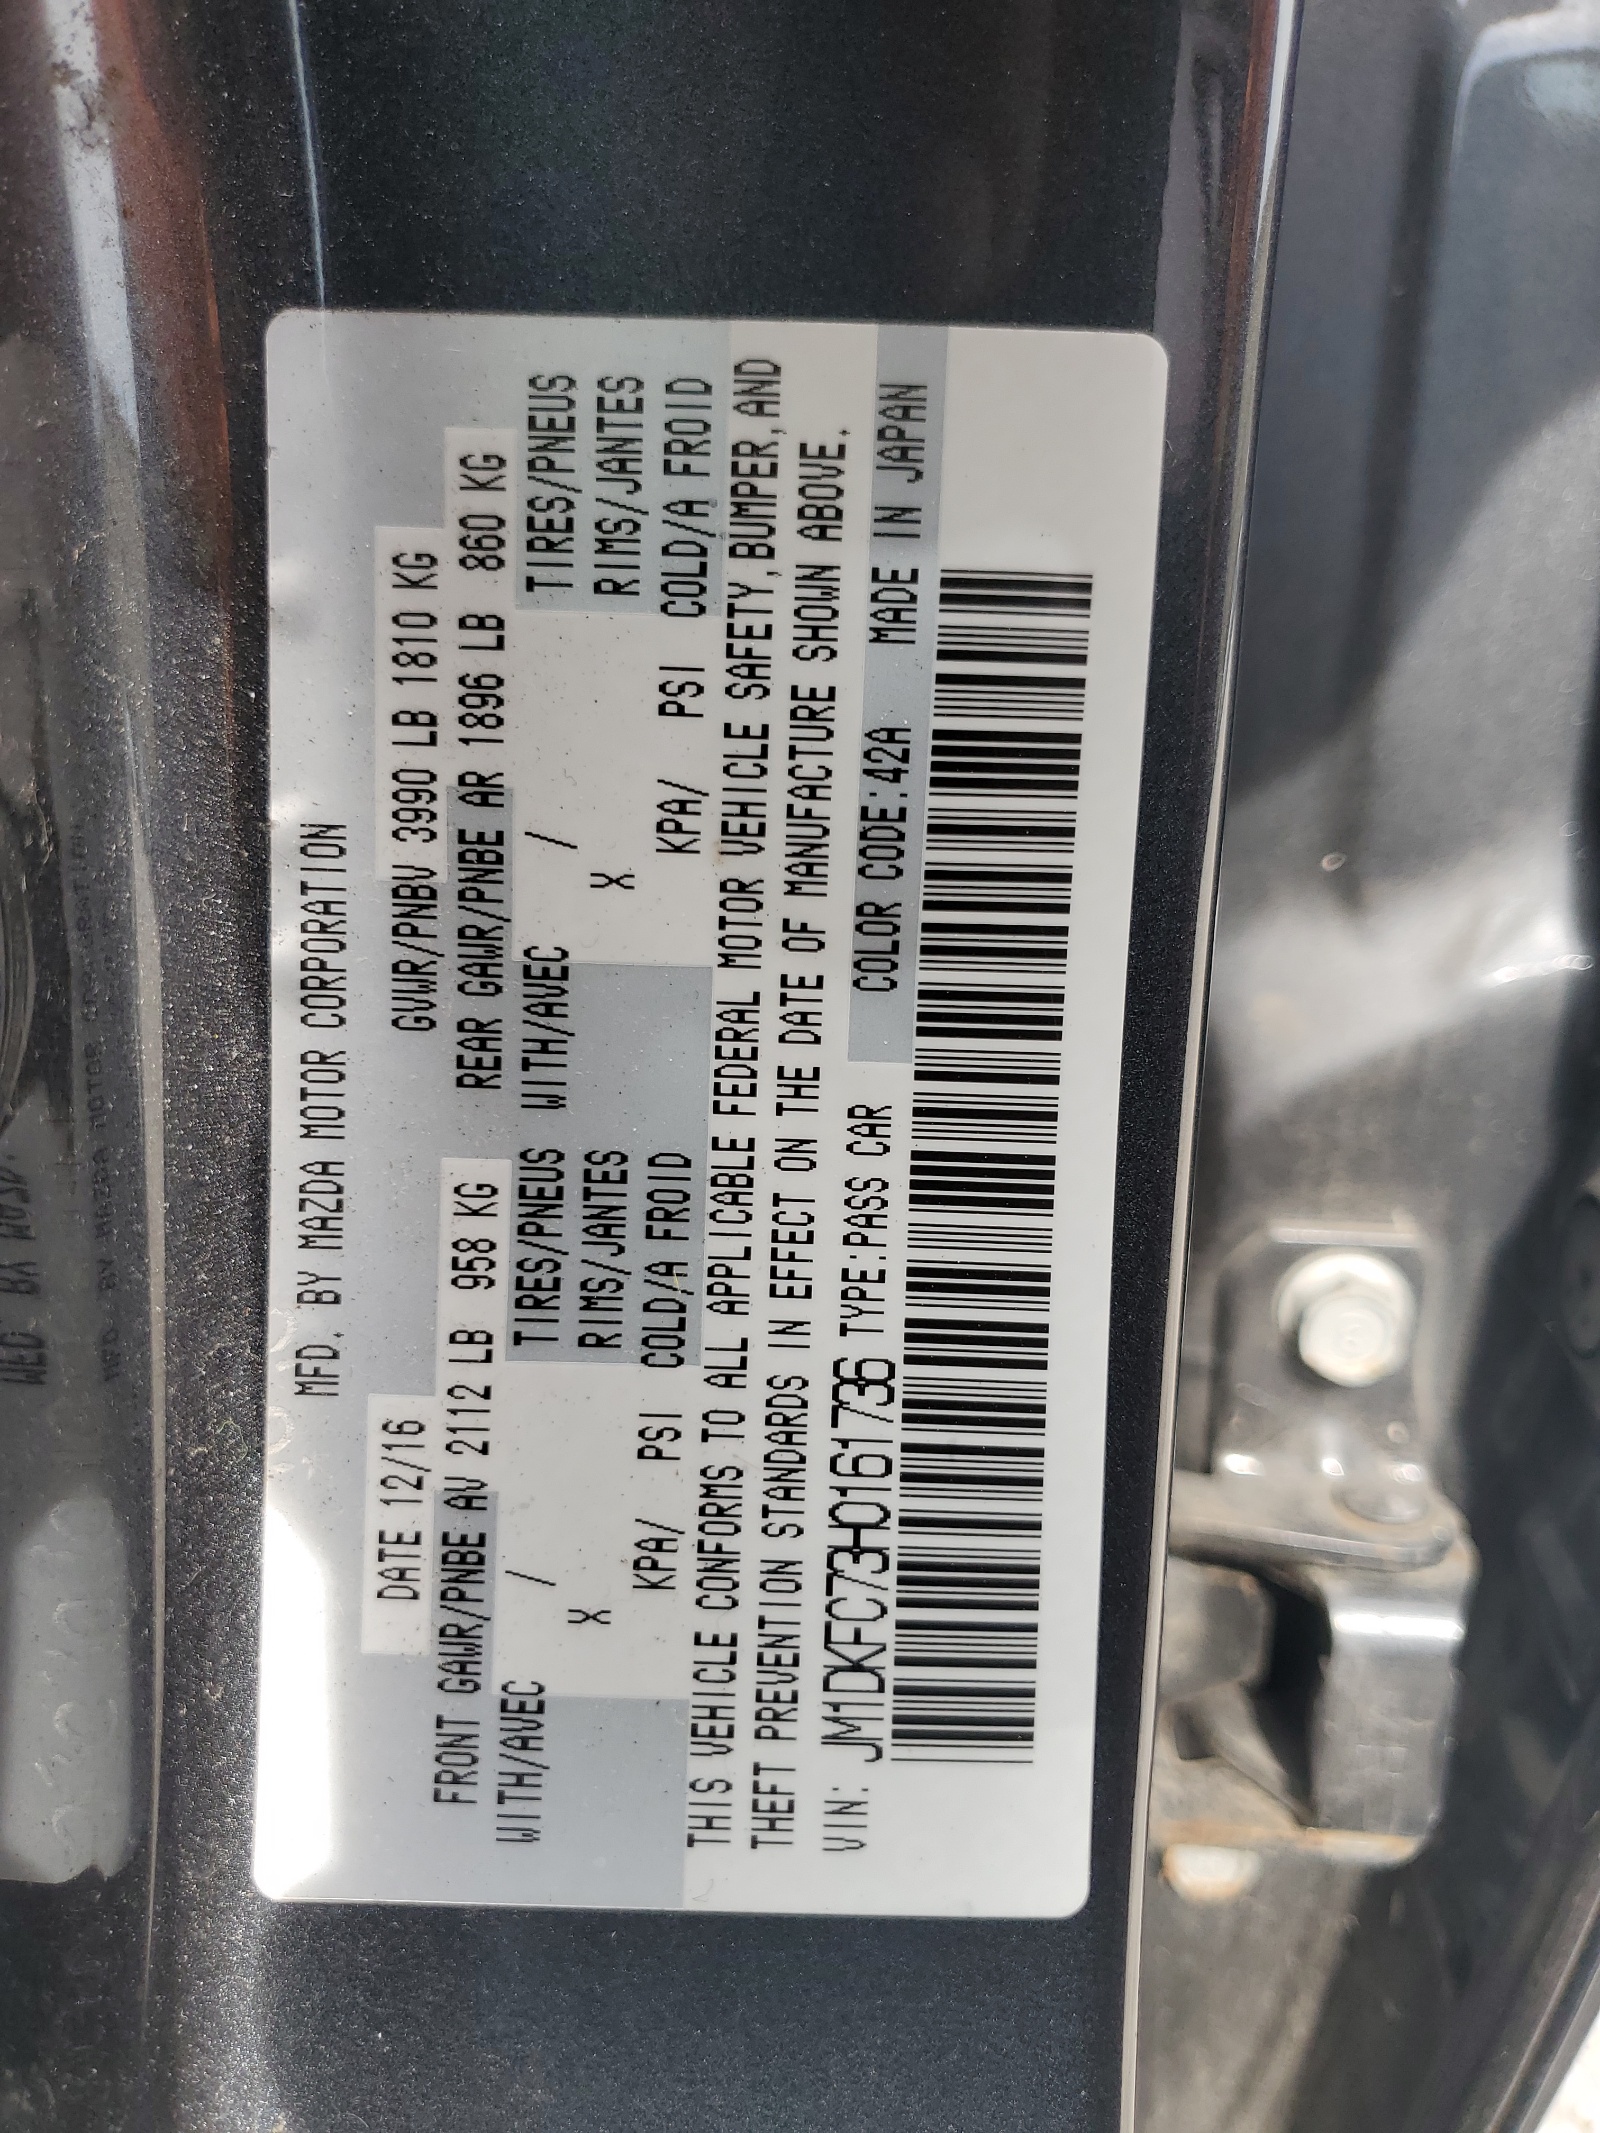 MFD. BY MAZDA MOTOR CORPORATION
DATE 12/16 GVWR/PNBV 3990 LB 1810 KG
FRONT GAWR/PNBE AV 2112 LB 958 KG REAR GAWR/PNBE AR 1896 LB 860 KG
WITH/AVEC / TIRES/PNEUS WITH/AVEC / TIRES/PNEUS
X RIMS/JANTES X RIMS/JANTES
KPA/ PSI COLD/A FROID KPA/ PSI COLD/A FROID
THIS VEHICLE CONFORMS TO ALL APPLICABLE FEDERAL MOTOR VEHICLE SAFETY, BUMPER, AND
THEFT PREVENTION STANDARDS IN EFFECT ON THE DATE OF MANUFACTURE SHOWN ABOVE.
VIN: JM1DKFC73H0161736 TYPE:PASS CAR COLOR CODE:42A MADE IN JAPAN